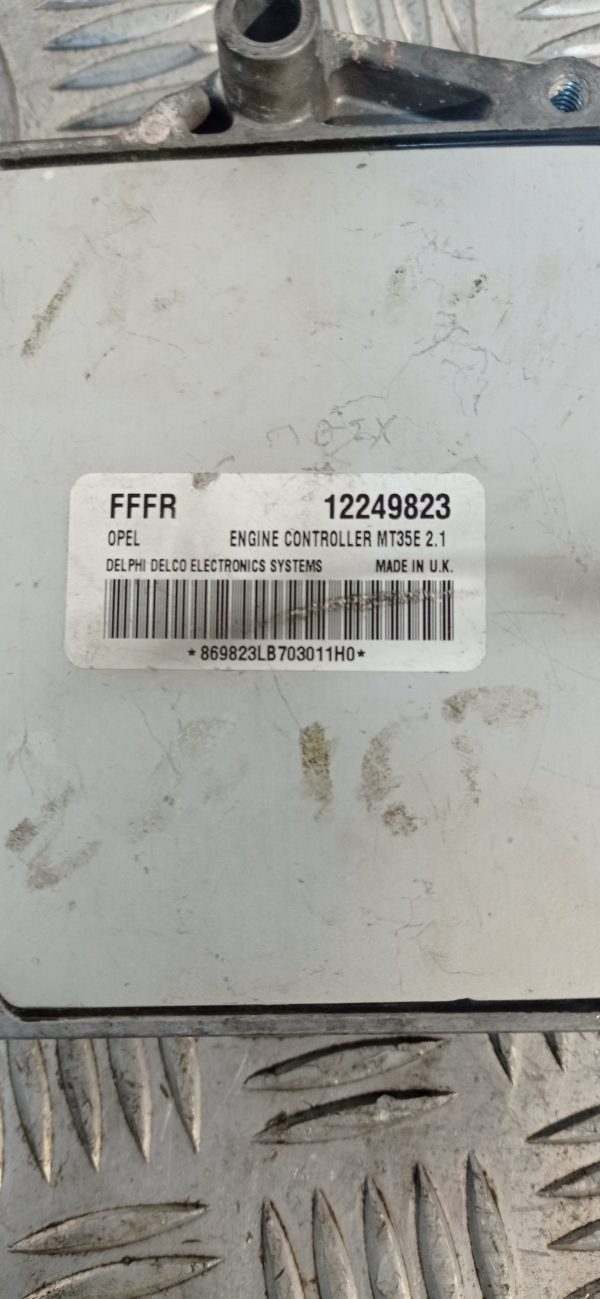 FFFR 12249823
OPEL ENGINE CONTROLLER MT35E 2.1
DELPHI DELCO ELECTRONICS SYSTEMS MADE IN U.K.
*869823LB703011H0*